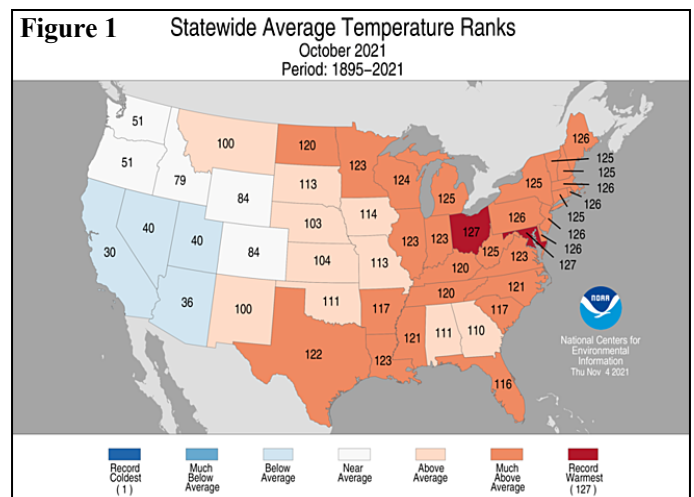 Figure 1
Statewide Average Temperature Ranks
October 2021
Period: 1895–2021
51
51
79
100
120
123
124
125
126
125
125
126
126
125
126
126
127
113
84
30
40
40
84
103
114
123
123
127
126
125
123
104
113
120
36
100
111
117
120
121
117
122
123
121
111
110
116
125
NOAA
National Centers for
Environmental
Information
Thu Nov 4 2021
Record
Coldest
( 1 )
Much
Below
Average
Below
Average
Near
Average
Above
Average
Much
Above
Average
Record
Warmest
( 127 )